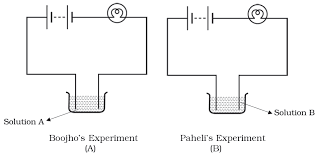 Solution A
Solution B
Boojho's Experiment
(A)
Paheli's Experiment
(B)